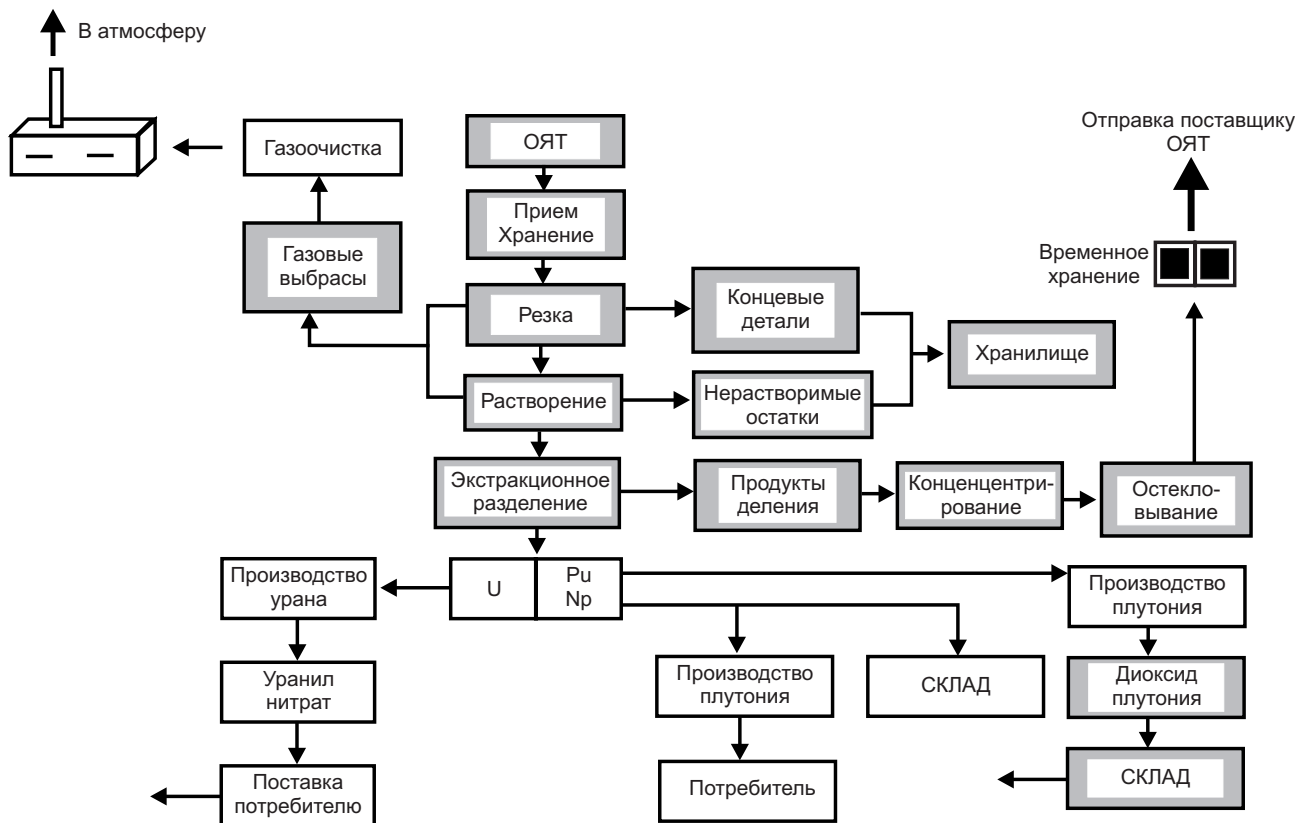 В атмосферу
Газоочистка
ОЯТ
Отправка поставщику
ОЯТ
Прием
Хранение
Газовые
выбрасы
Временное
хранение
Резка
Концевые
детали
Хранилище
Растворение
Нерастворимые
остатки
Экстракционное
разделение
Продукты
деления
Конценцентри-
рование
Остекло-
вывание
Производство
урана
U
Pu
Np
Производство
плутония
Уранил
нитрат
Производство
плутония
СКЛАД
Диоксид
плутония
Поставка
потребителю
Потребитель
СКЛАД